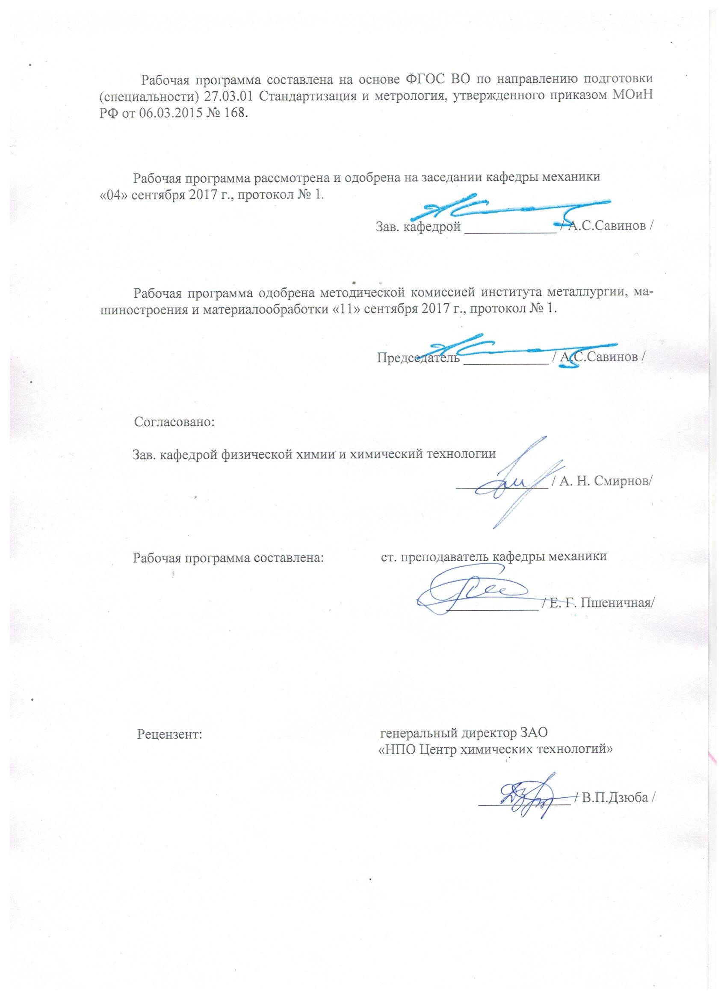 Рабочая программа составлена на основе ФГОС ВО по направлению подготовки
(специальности) 27.03.01 Стандартизация и метрология, утвержденного приказом МОиН
РФ от 06.03.2015 № 168.
Рабочая программа рассмотрена и одобрена на заседании кафедры механики
«04» сентября 2017 г., протокол № 1.
Зав. кафедрой _____________ / А.С.Савинов /
Рабочая программа одобрена методической комиссией института металлургии, ма-
шиностроения и материалообработки «11» сентября 2017 г., протокол № 1.
Председатель ____________ / А.С.Савинов /
Согласовано:
Зав. кафедрой физической химии и химический технологии
_____________ / А. Н. Смирнов/
Рабочая программа составлена: ст. преподаватель кафедры механики
_____________ / Е. Г. Пшеничная/
Рецензент: генеральный директор ЗАО
«НПО Центр химических технологий»
_____________ / В.П.Дзюба /